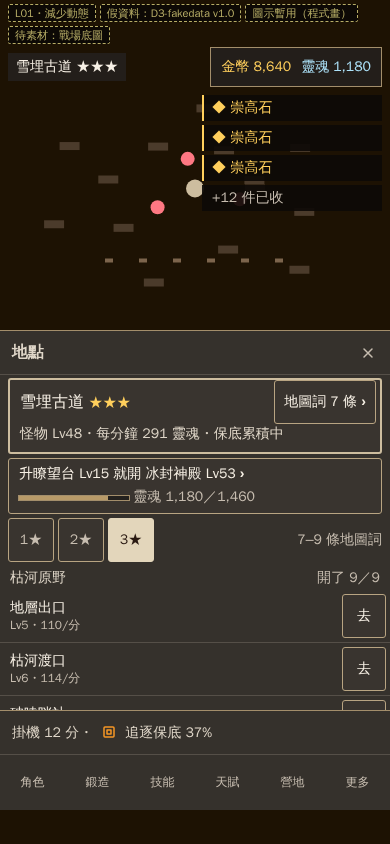 L01・減少動態
假資料：D3-fakedata v1.0
圖示暫用（程式畫）
待素材：戰場底圖
雪埋古道 ★★★
金幣 8,640 靈魂 1,180
◆ 崇高石
◆ 崇高石
◆ 崇高石
+12 件已收
地點 ×
雪埋古道 ★★★
地圖詞 7 條 ›
怪物 Lv48・每分鐘 291 靈魂・保底累積中
升瞭望台 Lv15 就開 冰封神殿 Lv53 ›
靈魂 1,180／1,460
1★ 2★ 3★ 7–9 條地圖詞
枯河原野 開了 9／9
地層出口
Lv5・110/分
去
枯河渡口
Lv6・114/分
去
掛機 12 分・ 追逐保底 37%
角色 鍛造 技能 天賦 營地 更多